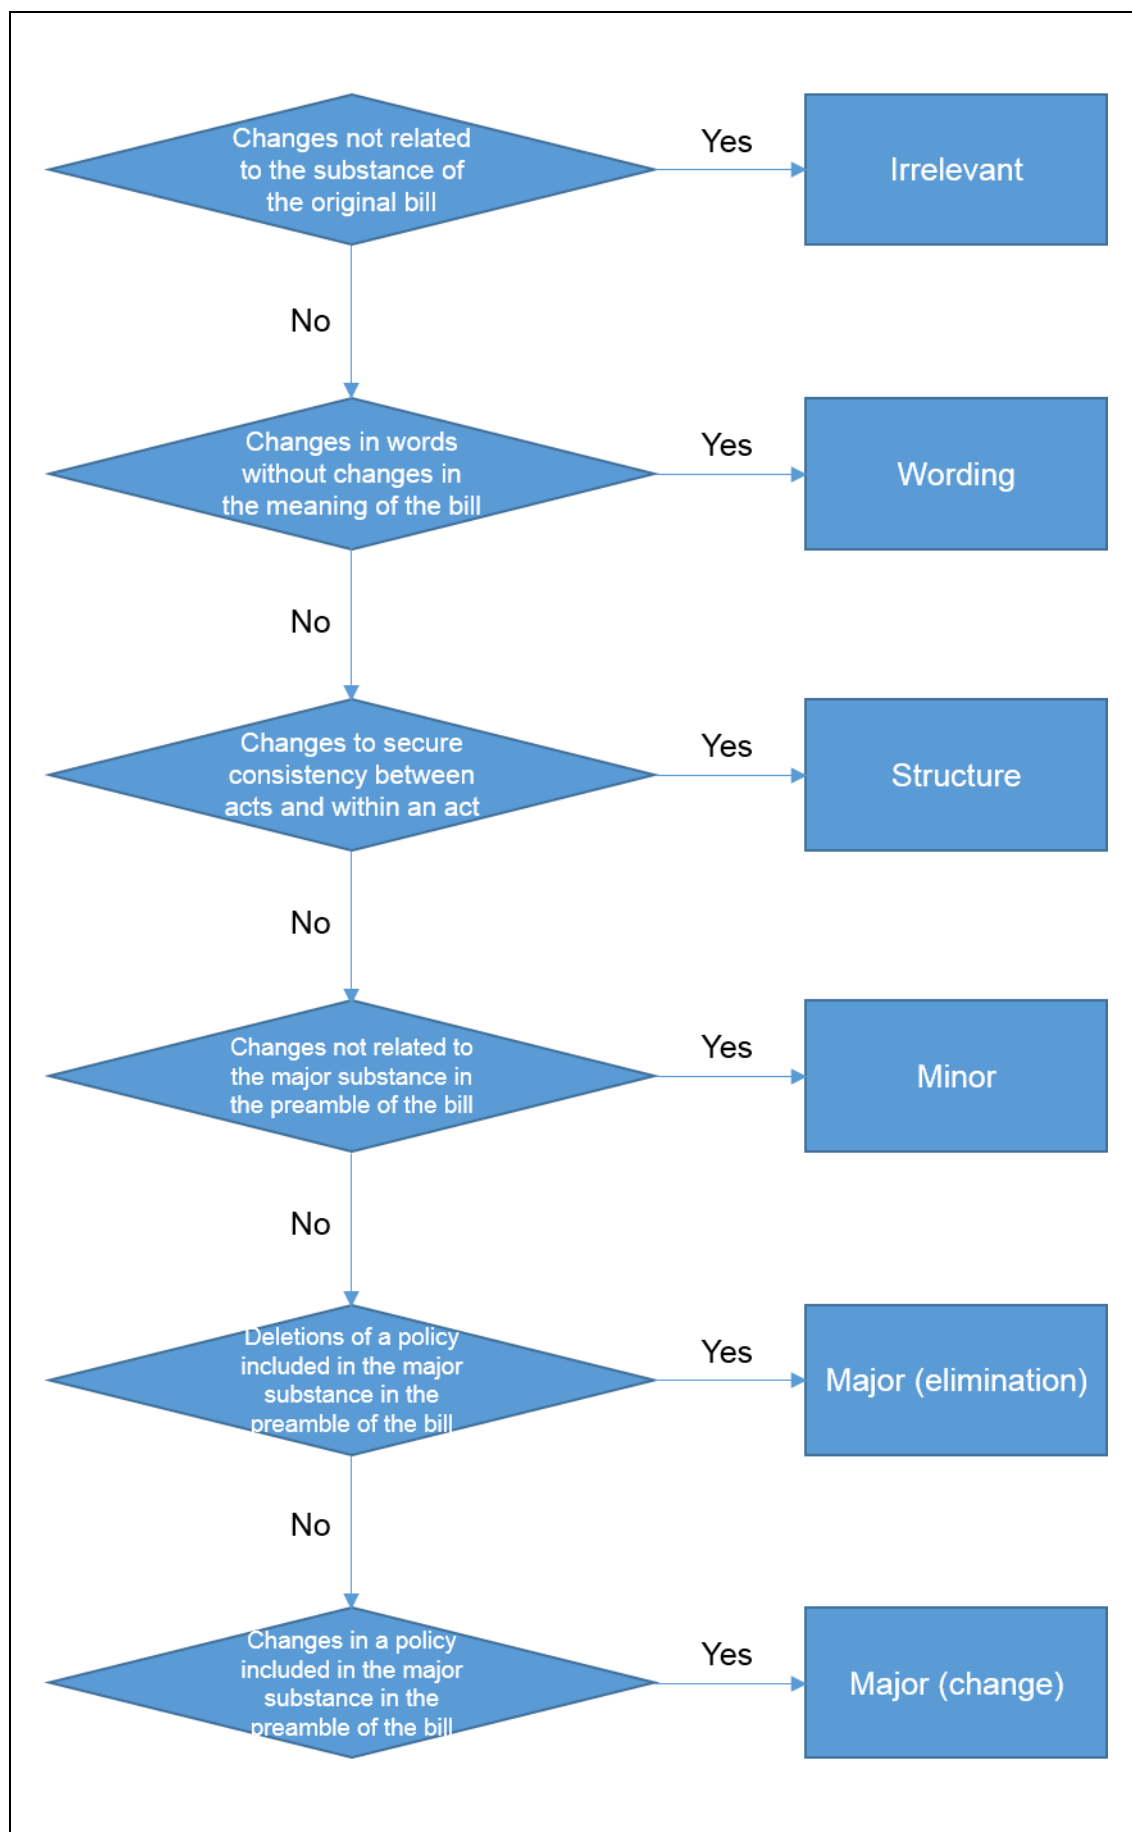 Changes not related
to the substance of
the original bill
Yes
Irrelevant
No
Changes in words
without changes in
the meaning of the bill
Yes
Wording
No
Changes to secure
consistency between
acts and within an act
Yes
Structure
No
Changes not related to
the major substance in
the preamble of the bill
Yes
Minor
No
Deletions of a policy
included in the major
substance in the
preamble of the bill
Yes
Major (elimination)
No
Changes in a policy
included in the major
substance in the
preamble of the bill
Yes
Major (change)